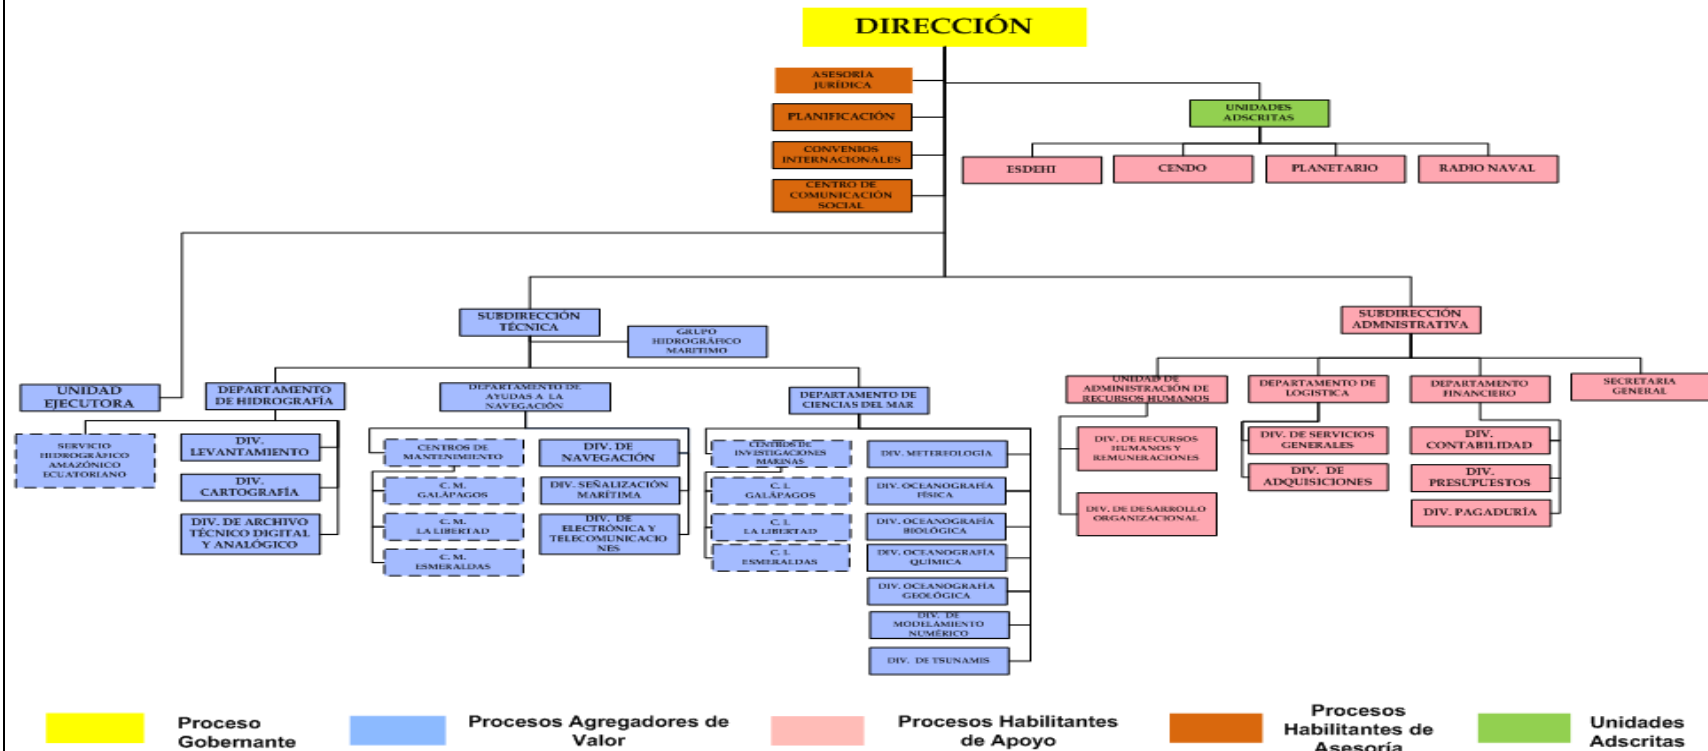 DIRECCIÓN
ASESORÍA
JURÍDICA
PLANIFICACIÓN
CONVENIOS
INTERNACIONALES
CENTRO DE
COMUNICACIÓN
SOCIAL
UNIDADES
ADSCRITAS
ESDEHI
CENDO
PLANETARIO
RADIO NAVAL
SUBDIRECCIÓN
TÉCNICA
GRUPO
HIDROGRÁFICO
MARITIMO
SUBDIRECCIÓN
ADMNISTRATIVA
UNIDAD
EJECUTORA
DEPARTAMENTO
DE HIDROGRAFÍA
SERVICIO
HIDROGRÁFICO
AMAZÓNICO
ECUATORIANO
DIV.
LEVANTAMIENTO
DIV.
CARTOGRAFÍA
DIV. DE ARCHIVO
TÉCNICO DIGITAL
Y ANALÓGICO
DEPARTAMENTO DE
AYUDAS A LA
NAVEGACIÓN
CENTROS DE
MANTENIMIENTO
C. M.
GALÁPAGOS
C. M.
LA LIBERTAD
C. M.
ESMERALDAS
DIV. DE
NAVEGACIÓN
DIV. SEÑALIZACIÓN
MARÍTIMA
DIV. DE
ELECTRÓNICA Y
TELECOMUNICACIO
NES
DEPARTAMENTO DE
CIENCIAS DEL MAR
CENTROS DE
INVESTIGACIONES
MARINAS
C. I.
GALÁPAGOS
C. I.
LA LIBERTAD
C. I.
ESMERALDAS
DIV. METEREOLOGÍA
DIV. OCEANOGRAFÍA
FÍSICA
DIV. OCEANOGRAFÍA
BIOLÓGICA
DIV. OCEANOGRAFÍA
QUÍMICA
DIV. OCEANOGRAFÍA
GEOLÓGICA
DIV. DE
MODELAMIENTO
NUMÉRICO
DIV. DE TSUNAMIS
UNIDAD DE
ADMINISTRACIÓN DE
RECURSOS HUMANOS
DIV. DE RECURSOS
HUMANOS Y
REMUNERACIONES
DIV. DE DESARROLLO
ORGANIZACIONAL
DEPARTAMENTO DE
LOGISTICA
DIV. DE SERVICIOS
GENERALES
DIV. DE
ADQUISICIONES
DEPARTAMENTO
FINANCIERO
DIV.
CONTABILIDAD
DIV.
PRESUPUESTOS
DIV. PAGADURÍA
SECRETARIA
GENERAL
Proceso
Gobernante
Procesos Agregadores de
Valor
Procesos Habilitantes
de Apoyo
Procesos
Habilitantes de
Asesoría
Unidades
Adscritas